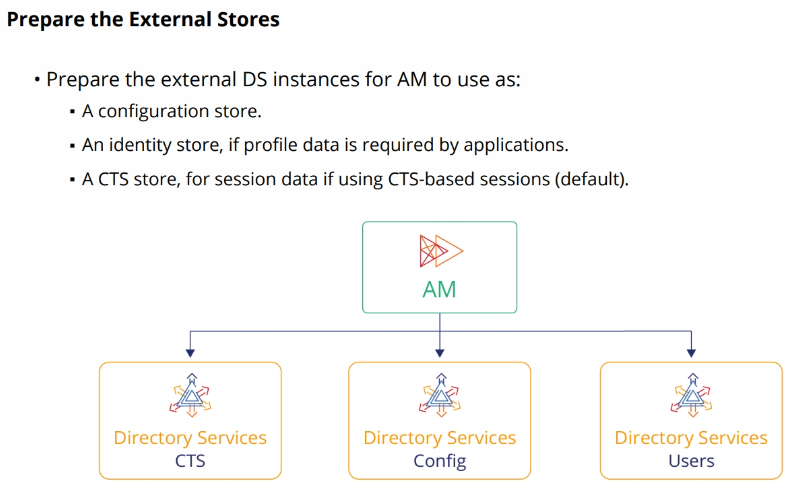 Prepare the External Stores
• Prepare the external DS instances for AM to use as:
▪ A configuration store.
▪ An identity store, if profile data is required by applications.
▪ A CTS store, for session data if using CTS-based sessions (default).
AM
Directory Services
CTS
Directory Services
Config
Directory Services
Users